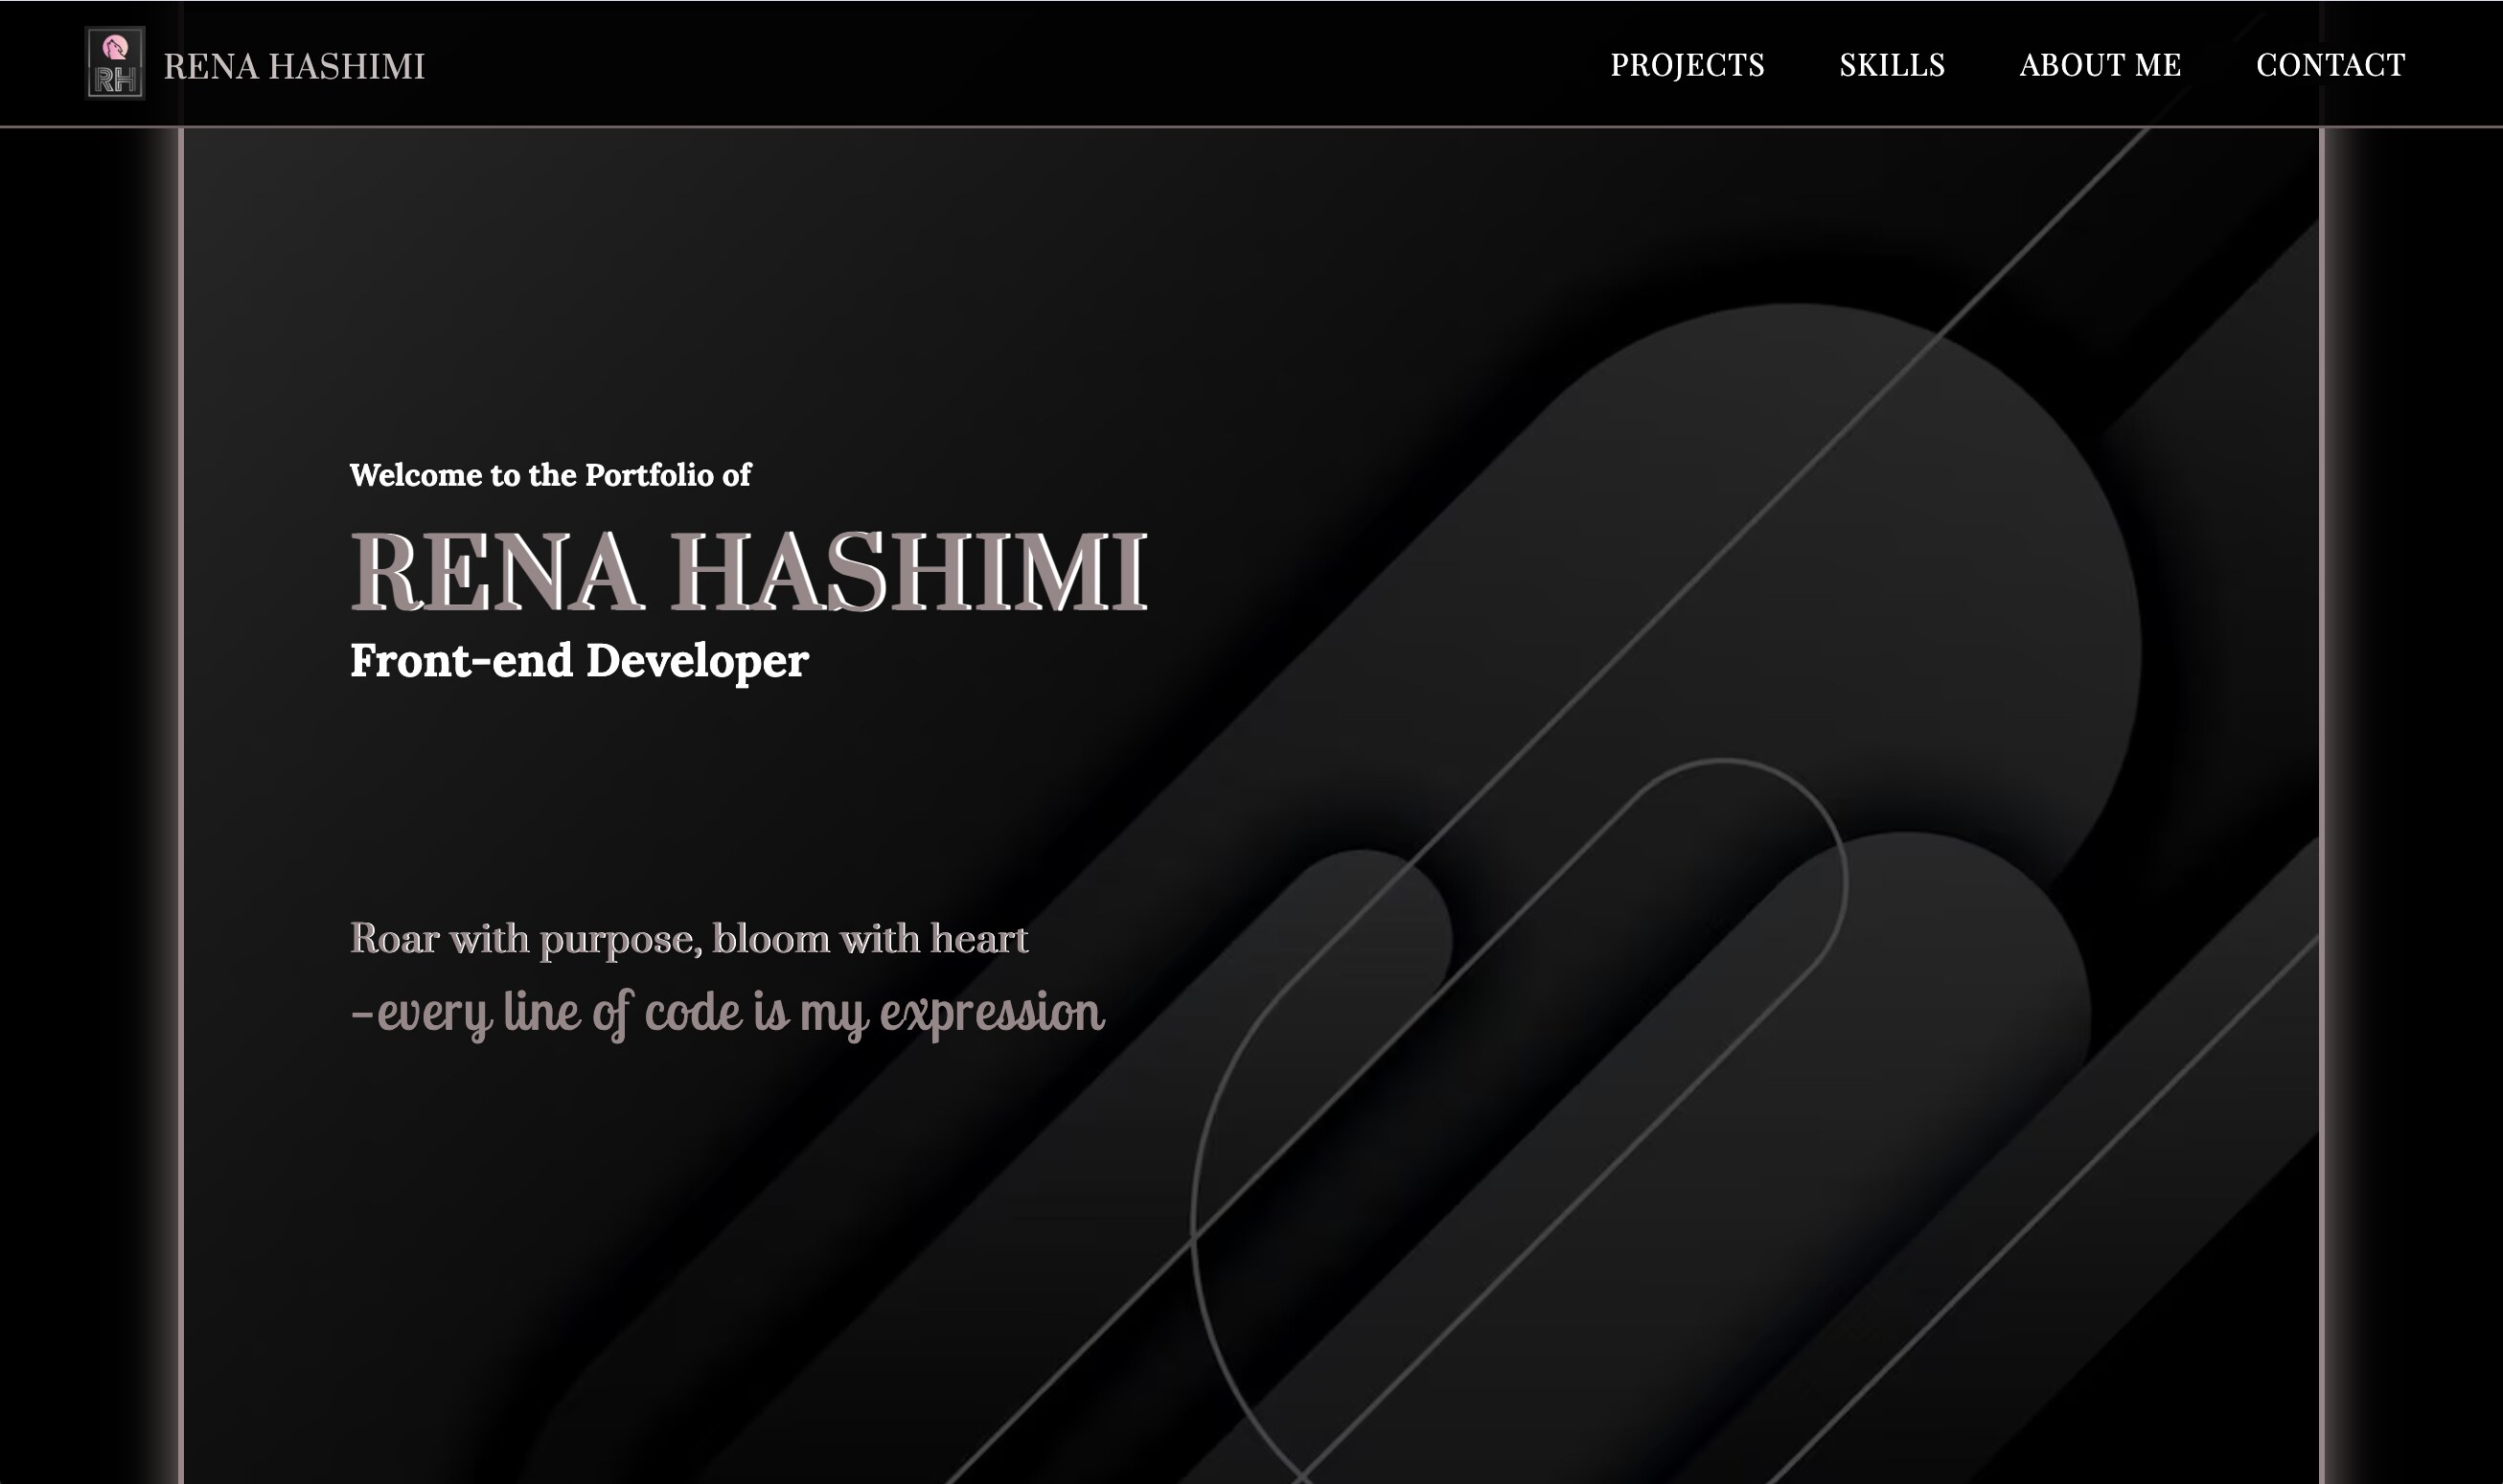 RH
RENA HASHIMI
PROJECTS
SKILLS
ABOUT ME
CONTACT
Welcome to the Portfolio of
RENA HASHIMI
Front-end Developer
Roar with purpose, bloom with heart
-every line of code is my expression